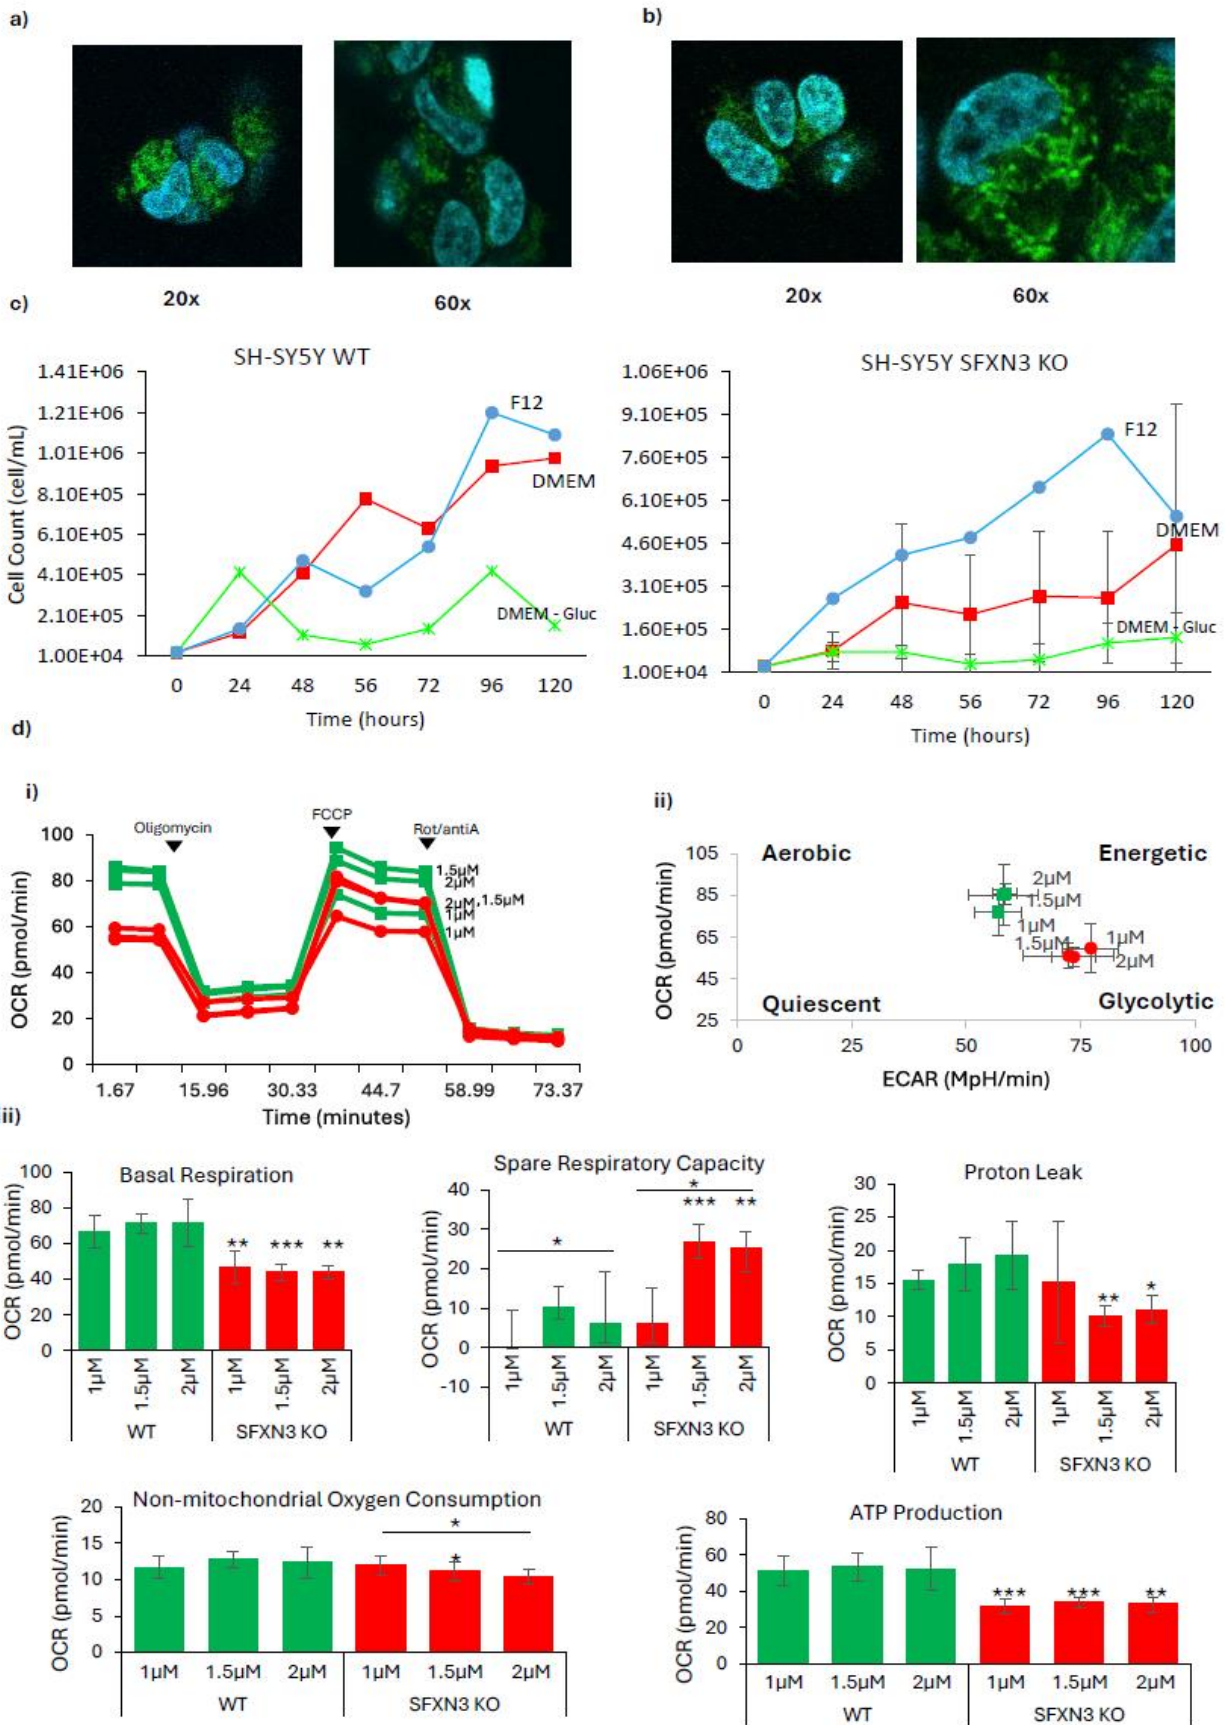 a)
b)
20x
60x
20x
60x
c)
SH-SY5Y WT
1.41E+06
1.21E+06
1.01E+06
8.10E+05
6.10E+05
4.10E+05
2.10E+05
1.00E+04
Cell Count (cell/mL)
F12
DMEM
DMEM - Gluc
0 24 48 56 72 96 120
Time (hours)
SH-SY5Y SFXN3 KO
1.06E+06
9.10E+05
7.60E+05
6.10E+05
4.60E+05
3.10E+05
1.60E+05
1.00E+04
F12
DMEM
DMEM - Gluc
0 24 48 56 72 96 120
Time (hours)
d)
i)
100
80
60
40
20
0
OCR (pmol/min)
Oligomycin
FCCP
Rot/antiA
1.5µM
2µM
2µM ,1.5µM
1µM
1µM
1.67 15.96 30.33 44.7 58.99 73.37
Time (minutes)
ii)
105
85
65
45
25
OCR (pmol/min)
Aerobic
Energetic
2µM
1.5µM
1µM
1.5µM
1µM
2µM
Quiescent
Glycolytic
0 25 50 75 100
ECAR (MpH/min)
ii)
Basal Respiration
100
80
60
40
20
0
OCR (pmol/min)
** *** **
1µM 1.5µM 2µM 1µM 1.5µM 2µM
WT SFXN3 KO
Spare Respiratory Capacity
40
30
20
10
0
-10
OCR (pmol/min)
*
*
*** **
1µM 1.5µM 2µM 1µM 1.5µM 2µM
WT SFXN3 KO
Proton Leak
30
25
20
15
10
5
0
OCR (pmol/min)
** *
1µM 1.5µM 2µM 1µM 1.5µM 2µM
WT SFXN3 KO
Non-mitochondrial Oxygen Consumption
20
15
10
5
0
OCR (pmol/min)
*
*
1µM 1.5µM 2µM 1µM 1.5µM 2µM
WT SFXN3 KO
ATP Production
80
60
40
20
0
OCR (pmol/min)
*** *** **
1µM 1.5µM 2µM 1µM 1.5µM 2µM
WT SFXN3 KO